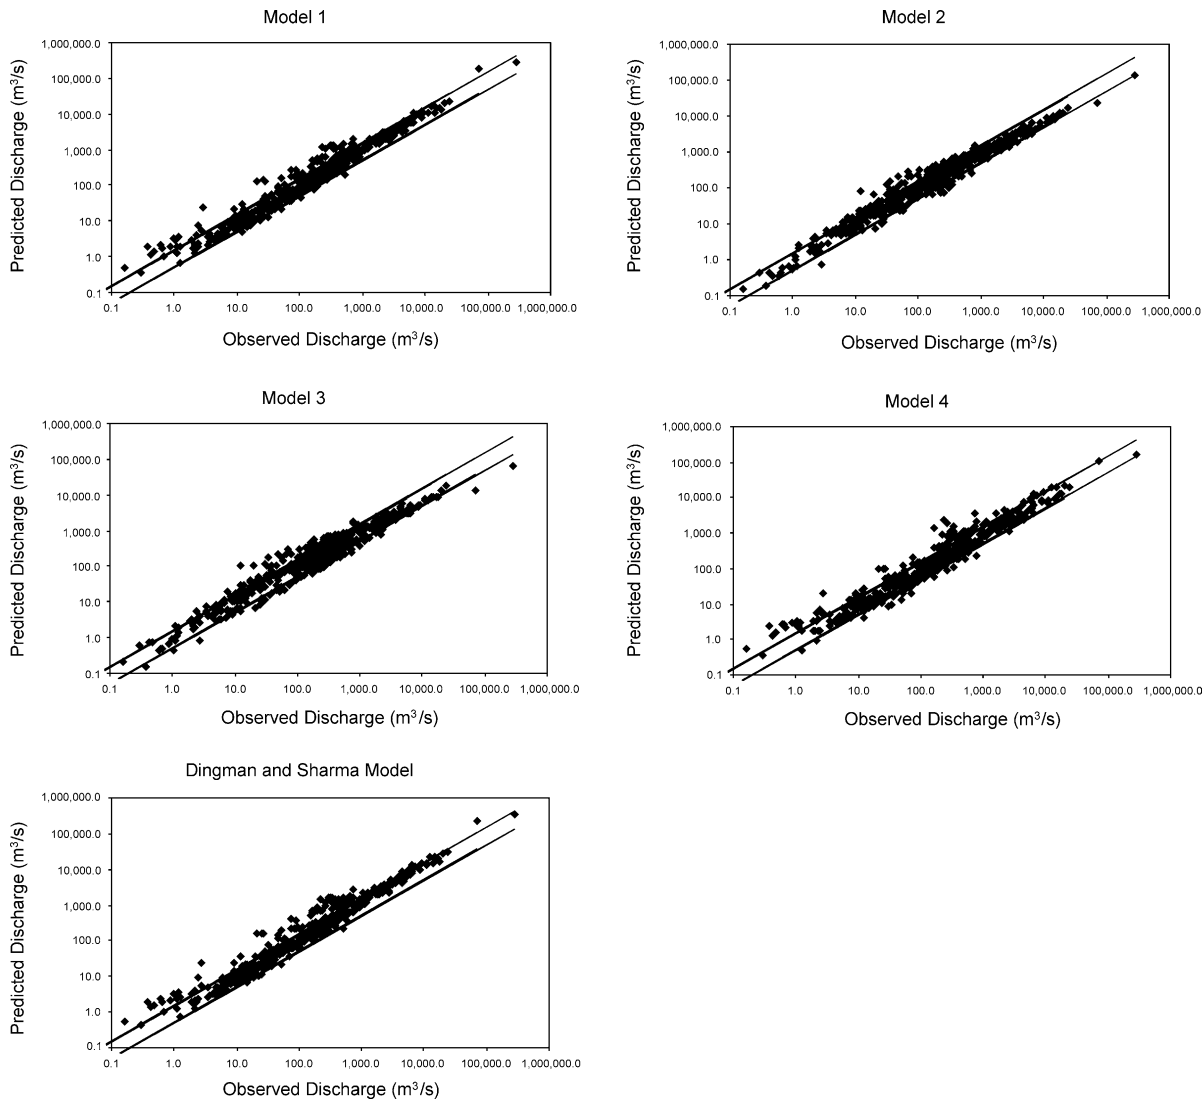 Model 1
Predicted Discharge (m³/s)
1,000,000.0
100,000.0
10,000.0
1,000.0
100.0
10.0
1.0
0.1
0.1 1.0 10.0 100.0 1,000.0 10,000.0 100,000.0 1,000,000.0
Observed Discharge (m³/s)
Model 2
Predicted Discharge (m³/s)
1,000,000.0
100,000.0
10,000.0
1,000.0
100.0
10.0
1.0
0.1
0.1 1.0 10.0 100.0 1,000.0 10,000.0 100,000.0 1,000,000.0
Observed Discharge (m³/s)
Model 3
Predicted Discharge (m³/s)
1,000,000.0
100,000.0
10,000.0
1,000.0
100.0
10.0
1.0
0.1
0.1 1.0 10.0 100.0 1,000.0 10,000.0 100,000.0 1,000,000.0
Observed Discharge (m³/s)
Model 4
Predicted Discharge (m³/s)
1,000,000.0
100,000.0
10,000.0
1,000.0
100.0
10.0
1.0
0.1
0.1 1.0 10.0 100.0 1,000.0 10,000.0 100,000.0 1,000,000.0
Observed Discharge (m³/s)
Dingman and Sharma Model
Predicted Discharge (m³/s)
1,000,000.0
100,000.0
10,000.0
1,000.0
100.0
10.0
1.0
0.1
0.1 1.0 10.0 100.0 1,000.0 10,000.0 100,000.0 1,000,000.0
Observed Discharge (m³/s)